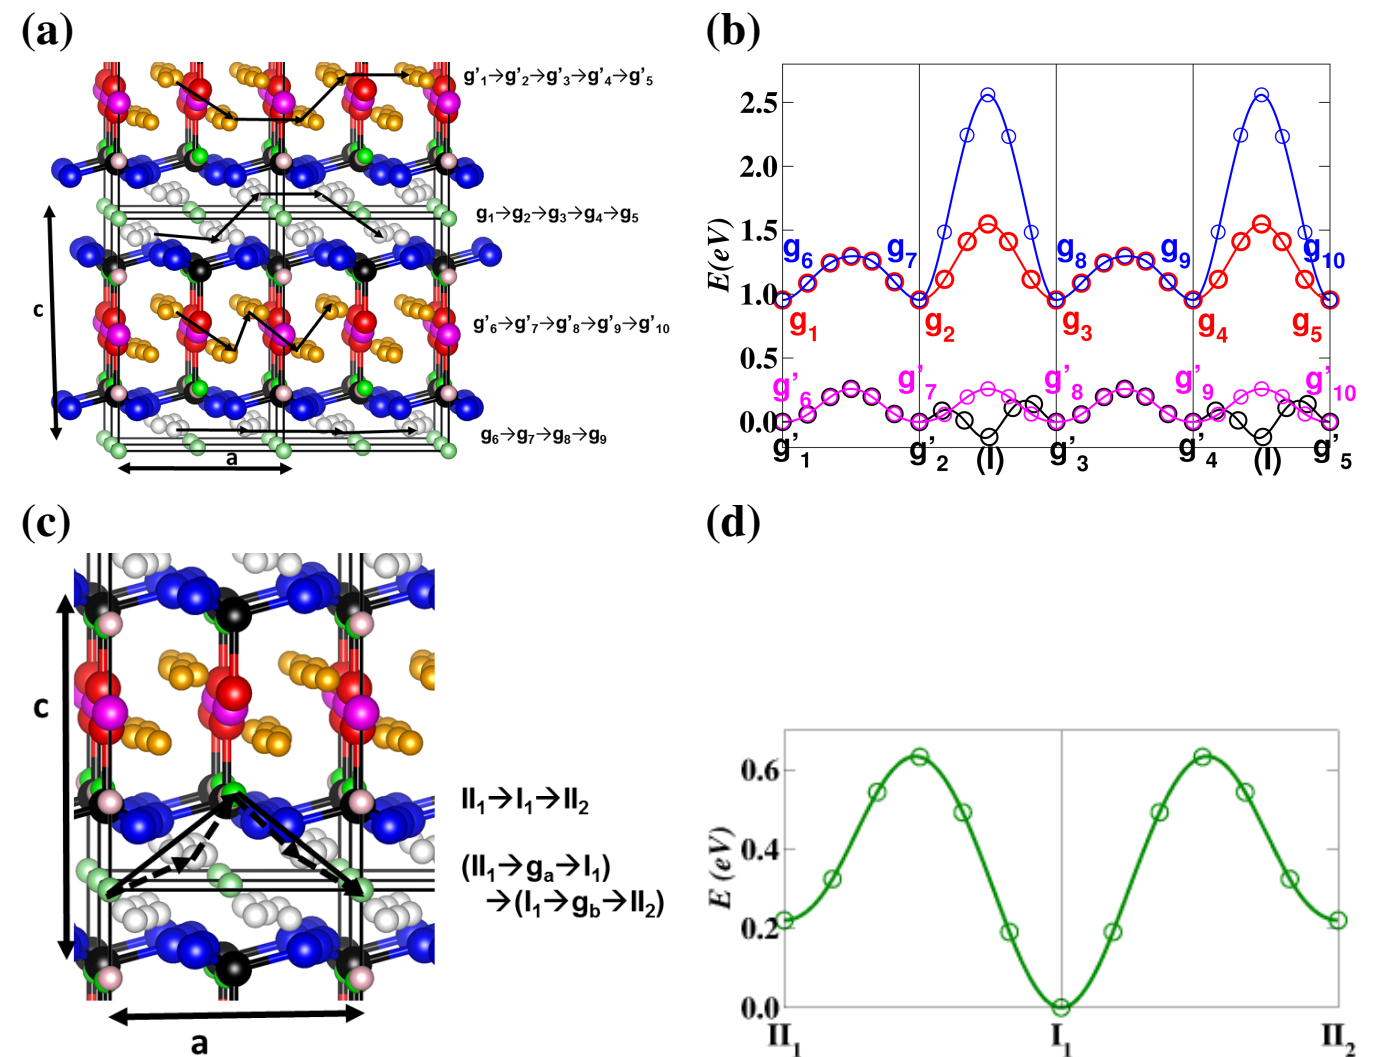 (a)
g'1→g'2→g'3→g'4→g'5
g1→g2→g3→g4→g5
c
g'6→g'7→g'8→g'9→g'10
g6→g7→g8→g9
a
(b)
2.5
2.0
1.5
1.0
0.5
0.0
E(eV)
g6 g7 g8 g9 g10
g1 g2 g3 g4 g5
g'6 g'7 g'8 g'9 g'10
g'1 g'2 (I) g'3 g'4 (I) g'5
(c)
c
II1→I1→II2
(II1→ga→I1)
→(I1→gb→II2)
a
(d)
0.6
0.4
0.2
0.0
E (eV)
II1 I1 II2